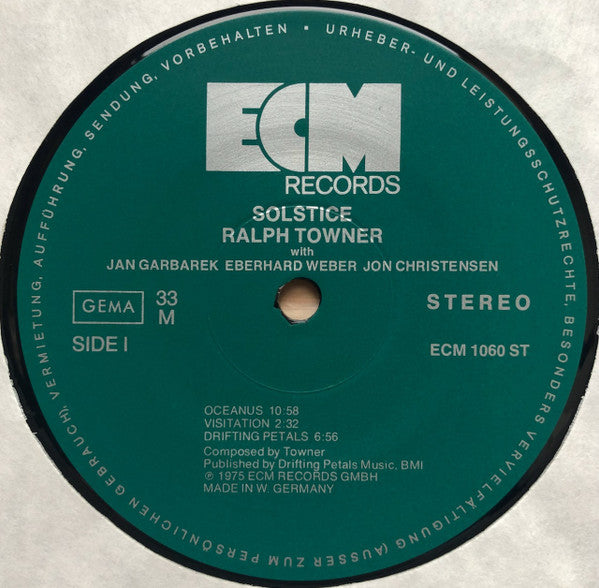 URHEBER- UND LEISTUNGSSCHUTZRECHTE, BESONDERS VERVIELFÄLTIGUNG (AUSSER ZUM PERSÖNLICHEN GEBRAUCH), VERMIETUNG, AUFFÜHRUNG, SENDUNG, VORBEHALTEN •
ECM
RECORDS
SOLSTICE
RALPH TOWNER
with
JAN GARBAREK EBERHARD WEBER JON CHRISTENSEN
GEMA 33 STEREO
M
SIDE I ECM 1060 ST
OCEANUS 10:58
VISITATION 2:32
DRIFTING PETALS 6:56
Composed by Towner
Published by Drifting Petals Music, BMI
℗ 1975 ECM RECORDS GMBH
MADE IN W. GERMANY